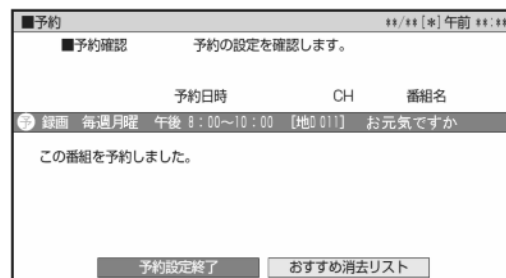 ■予約 **/** [*] 午前 **:**
■予約確認 予約の設定を確認します。
予約日時 CH 番組名
予 録画 毎週月曜 午後 8:00~10:00 [地D011] お元気ですか
この番組を予約しました。
予約設定終了 おすすめ消去リスト